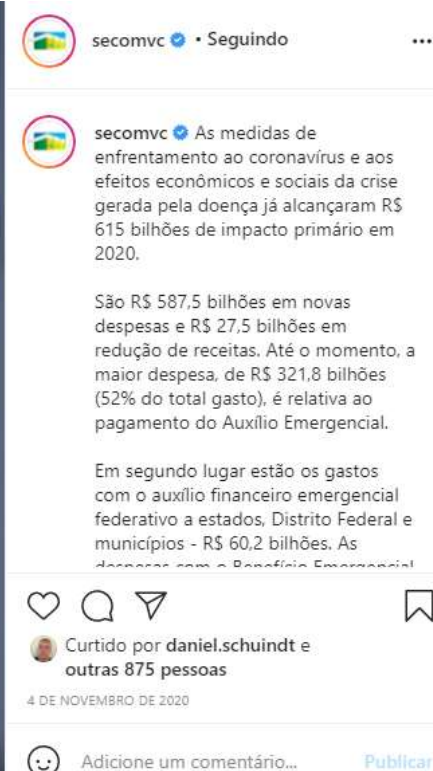 secomvc • Seguindo
secomvc As medidas de
enfrentamento ao coronavírus e aos
efeitos econômicos e sociais da crise
gerada pela doença já alcançaram R$
615 bilhões de impacto primário em
2020.
São R$ 587,5 bilhões em novas
despesas e R$ 27,5 bilhões em
redução de receitas. Até o momento, a
maior despesa, de R$ 321,8 bilhões
(52% do total gasto), é relativa ao
pagamento do Auxílio Emergencial.
Em segundo lugar estão os gastos
com o auxílio financeiro emergencial
federativo a estados, Distrito Federal e
municípios - R$ 60,2 bilhões. As
despesas com o Benefício Emergencial
Curtido por daniel.schuindt e
outras 875 pessoas
4 DE NOVEMBRO DE 2020
Adicione um comentário... Publicar